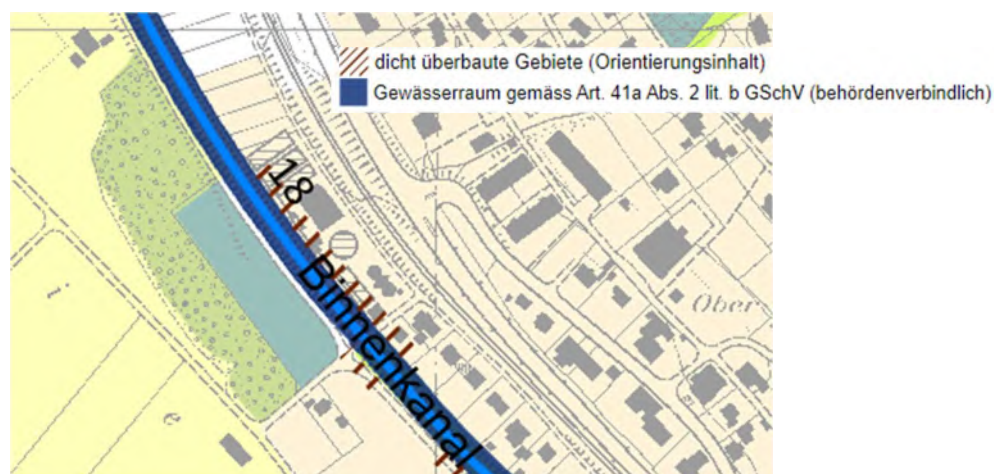 dicht überbaute Gebiete (Orientierungsinhalt)
Gewässerraum gemäss Art. 41a Abs. 2 lit. b GSchV (behördenverbindlich)
18
Binnenkanal
Ober
i
e